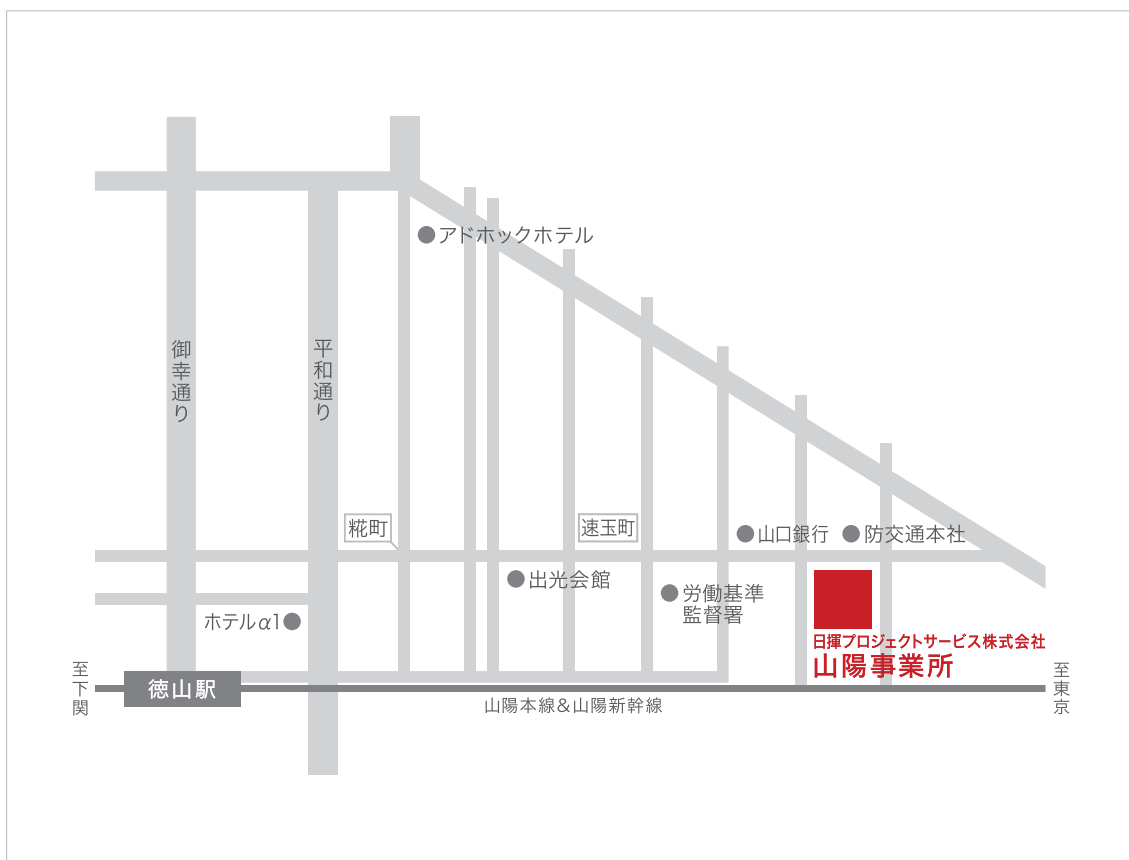 アドホックホテル
御幸通り
平和通り
糀町
速玉町
山口銀行
防交通本社
出光会館
労働基準
監督署
ホテルα1
日揮プロジェクトサービス株式会社
山陽事業所
至下関
徳山駅
山陽本線&山陽新幹線
至東京